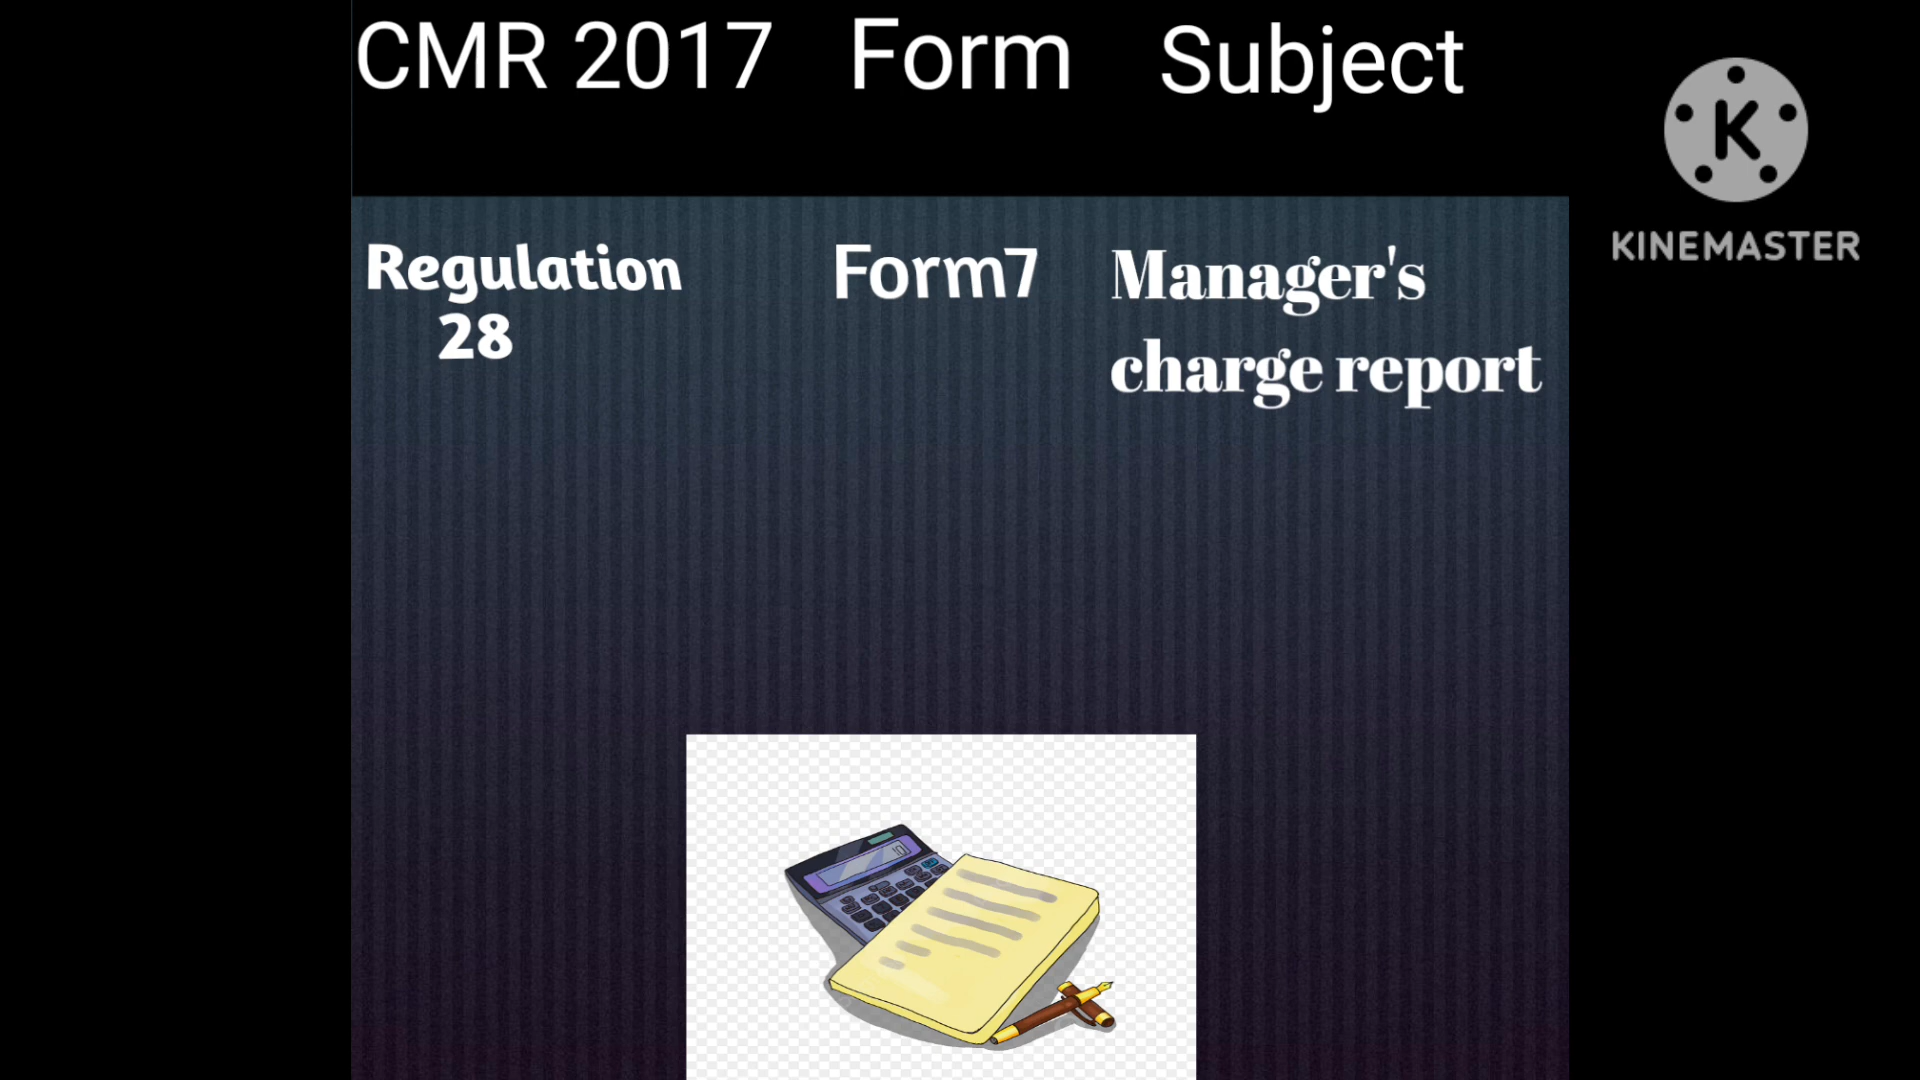 CMR 2017 Form Subject
K
KINEMASTER
Regulation
28
Form7
Manager's
charge report